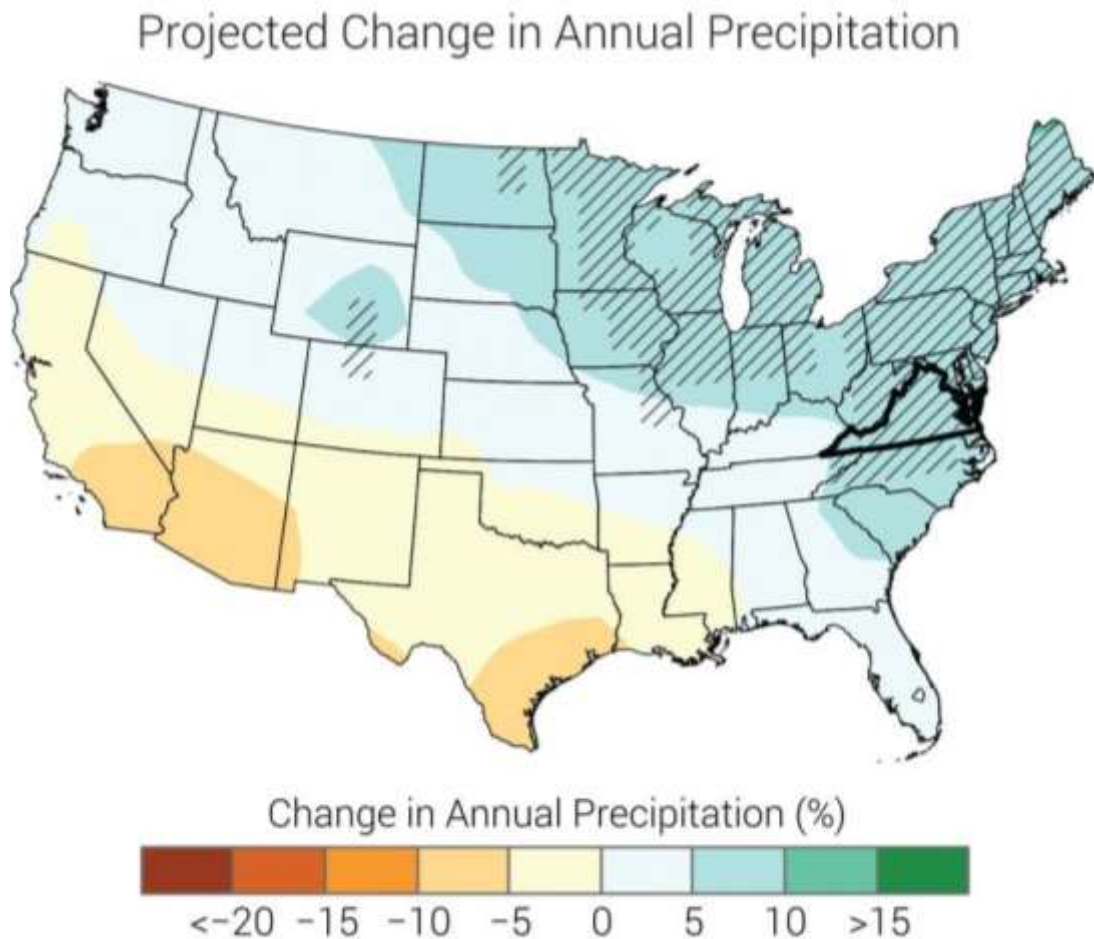 Projected Change in Annual Precipitation
Change in Annual Precipitation (%)
<−20 −15 −10 −5 0 5 10 >15